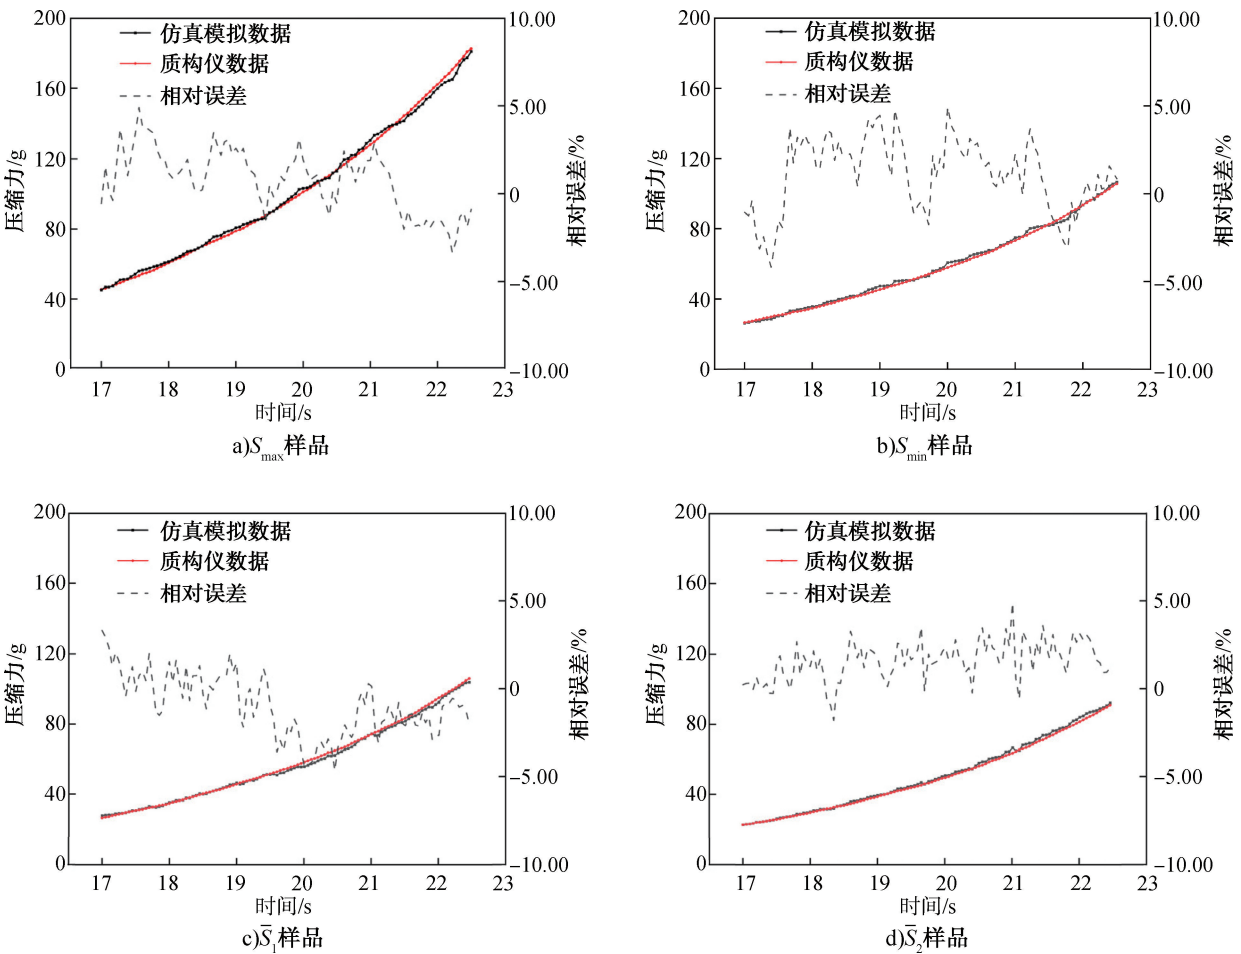 200
160
120
80
40
0
压缩力/g
仿真模拟数据
质构仪数据
相对误差
10.00
5.00
0
–5.00
–10.00
相对误差/%
17 18 19 20 21 22 23
时间/s
a)Smax样品
200
160
120
80
40
0
压缩力/g
仿真模拟数据
质构仪数据
相对误差
10.00
5.00
0
–5.00
–10.00
相对误差/%
17 18 19 20 21 22 23
时间/s
b)Smin样品
200
160
120
80
40
0
压缩力/g
仿真模拟数据
质构仪数据
相对误差
10.00
5.00
0
–5.00
–10.00
相对误差/%
17 18 19 20 21 22 23
时间/s
c)S̅1样品
200
160
120
80
40
0
压缩力/g
仿真模拟数据
质构仪数据
相对误差
10.00
5.00
0
–5.00
–10.00
相对误差/%
17 18 19 20 21 22 23
时间/s
d)S̅2样品